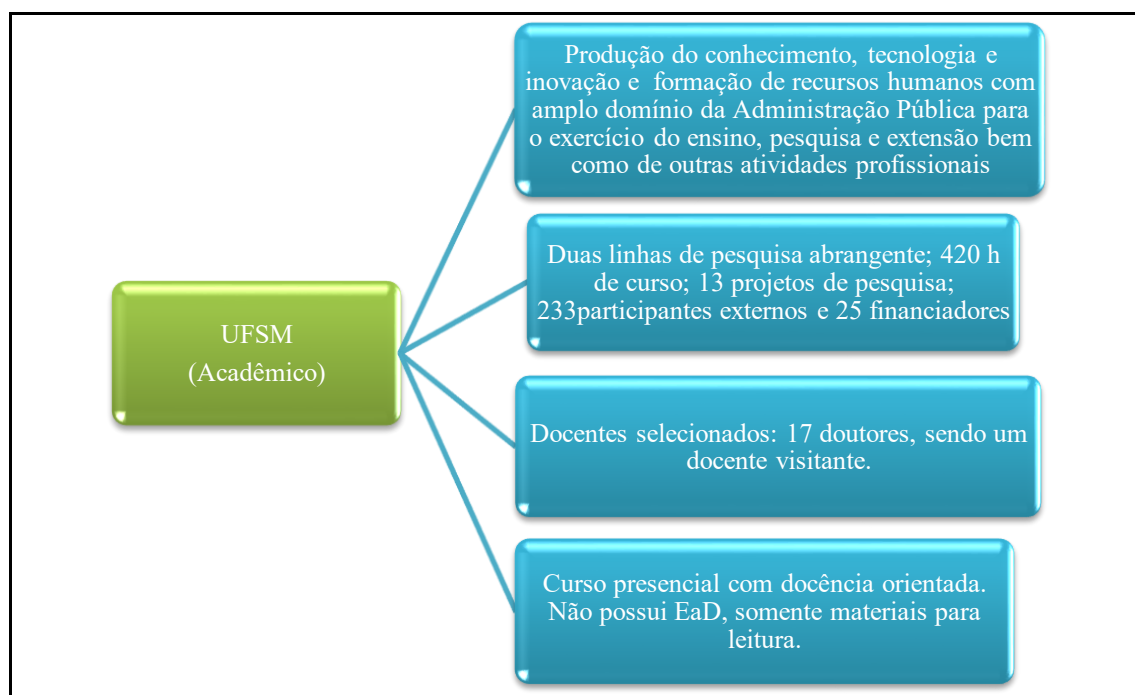 Produção do conhecimento, tecnologia e
inovação e formação de recursos humanos com
amplo domínio da Administração Pública para
o exercício do ensino, pesquisa e extensão bem
como de outras atividades profissionais
Duas linhas de pesquisa abrangente; 420 h
de curso; 13 projetos de pesquisa;
233participantes externos e 25 financiadores
UFSM
(Acadêmico)
Docentes selecionados: 17 doutores, sendo um
docente visitante.
Curso presencial com docência orientada.
Não possui EaD, somente materiais para
leitura.